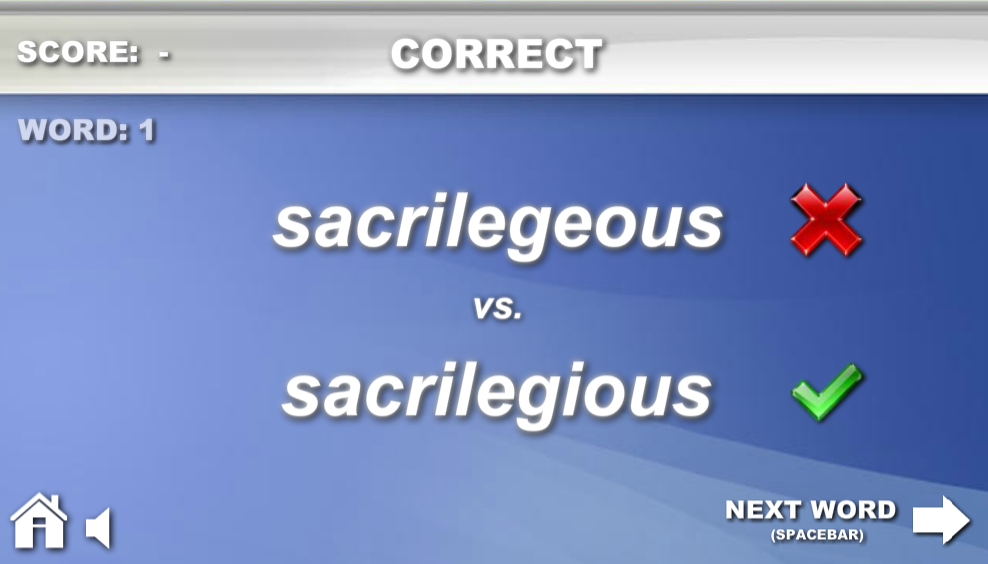 SCORE: -
CORRECT
WORD: 1
sacrilegeous
vs.
sacrilegious
NEXT WORD
(SPACEBAR)